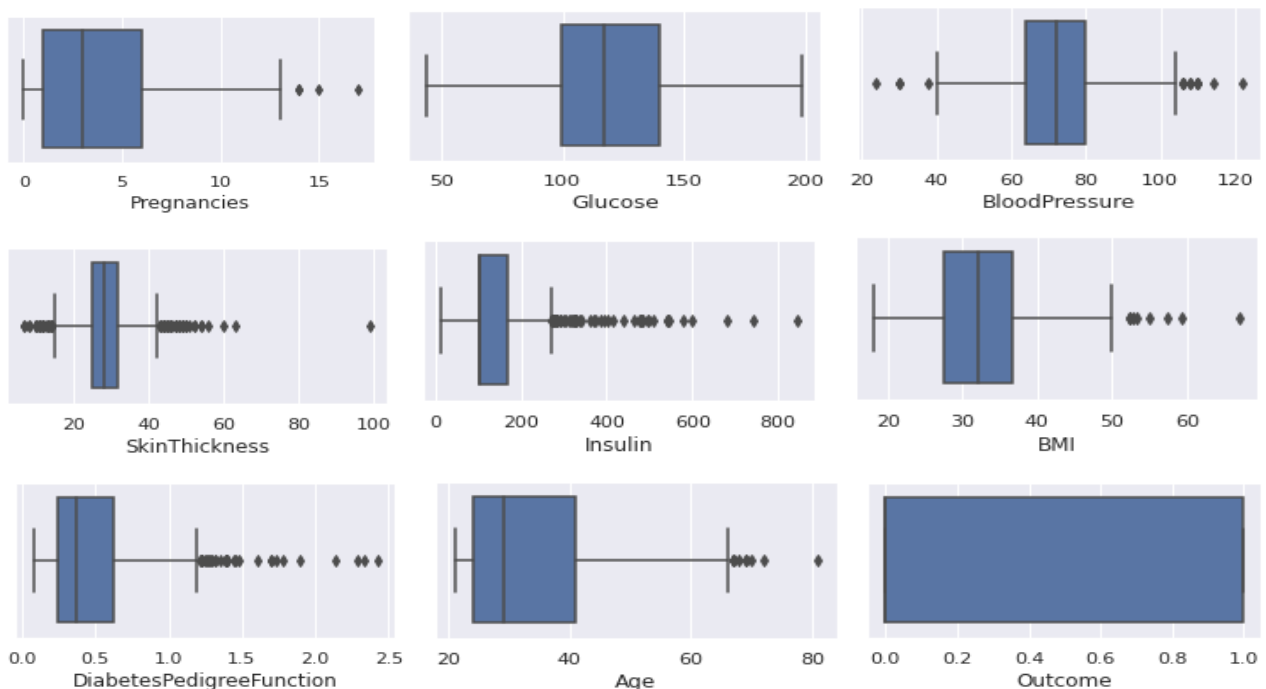 0 5 10 15
Pregnancies
50 100 150 200
Glucose
20 40 60 80 100 120
BloodPressure
20 40 60 80 100
SkinThickness
0 200 400 600 800
Insulin
20 30 40 50 60
BMI
0.0 0.5 1.0 1.5 2.0 2.5
DiabetesPedigreeFunction
20 40 60 80
Age
0.0 0.2 0.4 0.6 0.8 1.0
Outcome